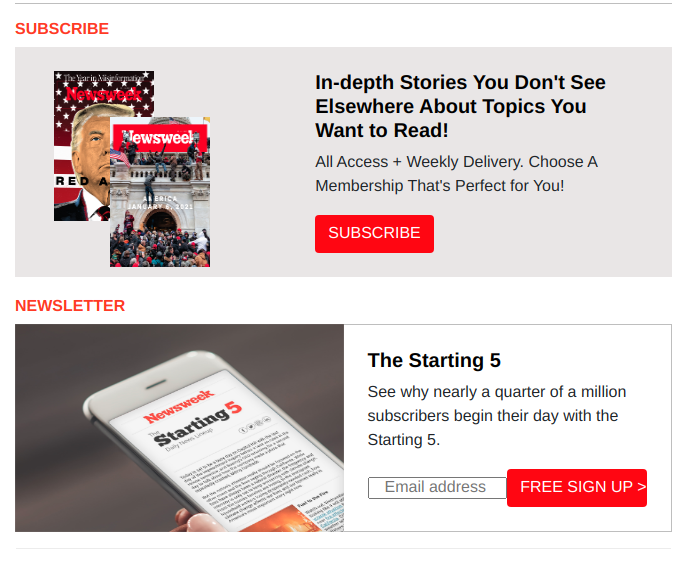 SUBSCRIBE
The Year in Misinformation
Newsweek
RED A
Newsweek
AMERICA
JANUARY 6, 2021
In-depth Stories You Don't See
Elsewhere About Topics You
Want to Read!
All Access + Weekly Delivery. Choose A
Membership That's Perfect for You!
SUBSCRIBE
NEWSLETTER
Newsweek
The
Starting 5
Daily News Lineup
The Starting 5
See why nearly a quarter of a million
subscribers begin their day with the
Starting 5.
Email address
FREE SIGN UP >